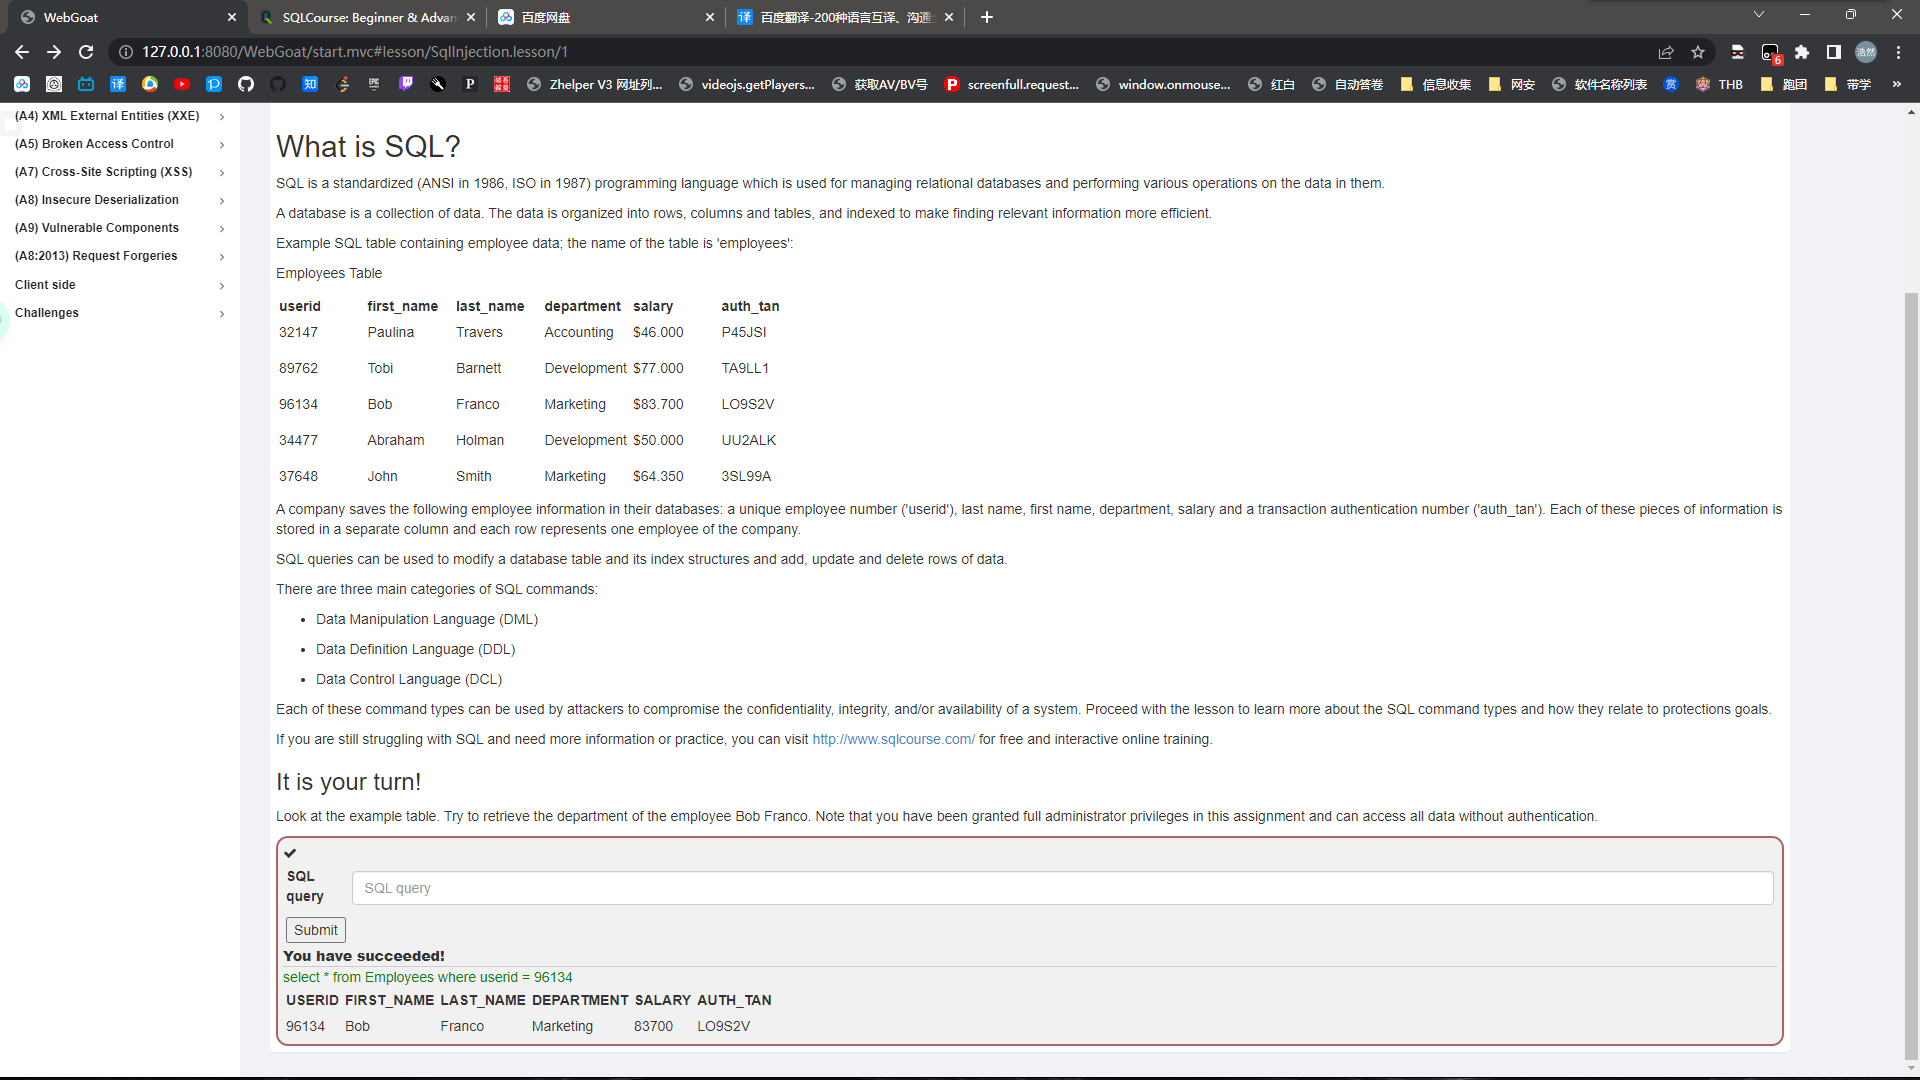 WebGoat
SQLCourse: Beginner & Advan
百度网盘
百度翻译-200种语言互译、沟通
127.0.0.1:8080/WebGoat/start.mvc#lesson/SqlInjection.lesson/1
6
浩然
译
知
EPIC
P
Zhelper V3 网址列...
videojs.getPlayers...
获取AV/BV号
screenfull.request...
window.onmouse...
红白
自动答卷
信息收集
网安
软件名称列表
赏
THB
跑团
带学
»
(A4) XML External Entities (XXE)
(A5) Broken Access Control
(A7) Cross-Site Scripting (XSS)
(A8) Insecure Deserialization
(A9) Vulnerable Components
(A8:2013) Request Forgeries
Client side
Challenges
What is SQL?
SQL is a standardized (ANSI in 1986, ISO in 1987) programming language which is used for managing relational databases and performing various operations on the data in them.
A database is a collection of data. The data is organized into rows, columns and tables, and indexed to make finding relevant information more efficient.
Example SQL table containing employee data; the name of the table is 'employees':
Employees Table
userid first_name last_name department salary auth_tan
32147 Paulina Travers Accounting $46.000 P45JSI
89762 Tobi Barnett Development $77.000 TA9LL1
96134 Bob Franco Marketing $83.700 LO9S2V
34477 Abraham Holman Development $50.000 UU2ALK
37648 John Smith Marketing $64.350 3SL99A
A company saves the following employee information in their databases: a unique employee number ('userid'), last name, first name, department, salary and a transaction authentication number ('auth_tan'). Each of these pieces of information is
stored in a separate column and each row represents one employee of the company.
SQL queries can be used to modify a database table and its index structures and add, update and delete rows of data.
There are three main categories of SQL commands:
• Data Manipulation Language (DML)
• Data Definition Language (DDL)
• Data Control Language (DCL)
Each of these command types can be used by attackers to compromise the confidentiality, integrity, and/or availability of a system. Proceed with the lesson to learn more about the SQL command types and how they relate to protections goals.
If you are still struggling with SQL and need more information or practice, you can visit http://www.sqlcourse.com/ for free and interactive online training.
It is your turn!
Look at the example table. Try to retrieve the department of the employee Bob Franco. Note that you have been granted full administrator privileges in this assignment and can access all data without authentication.
SQL
query
SQL query
Submit
You have succeeded!
select * from Employees where userid = 96134
USERID FIRST_NAME LAST_NAME DEPARTMENT SALARY AUTH_TAN
96134 Bob Franco Marketing 83700 LO9S2V